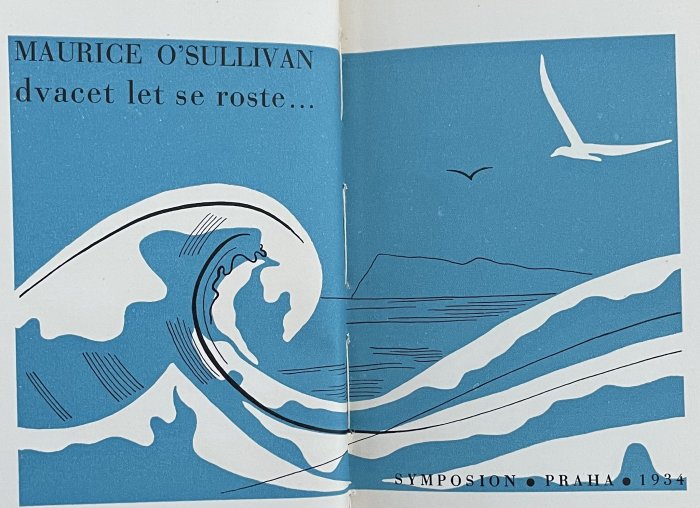 MAURICE O'SULLIVAN
dvacet let se roste...
SYMPOSION • PRAHA • 1934